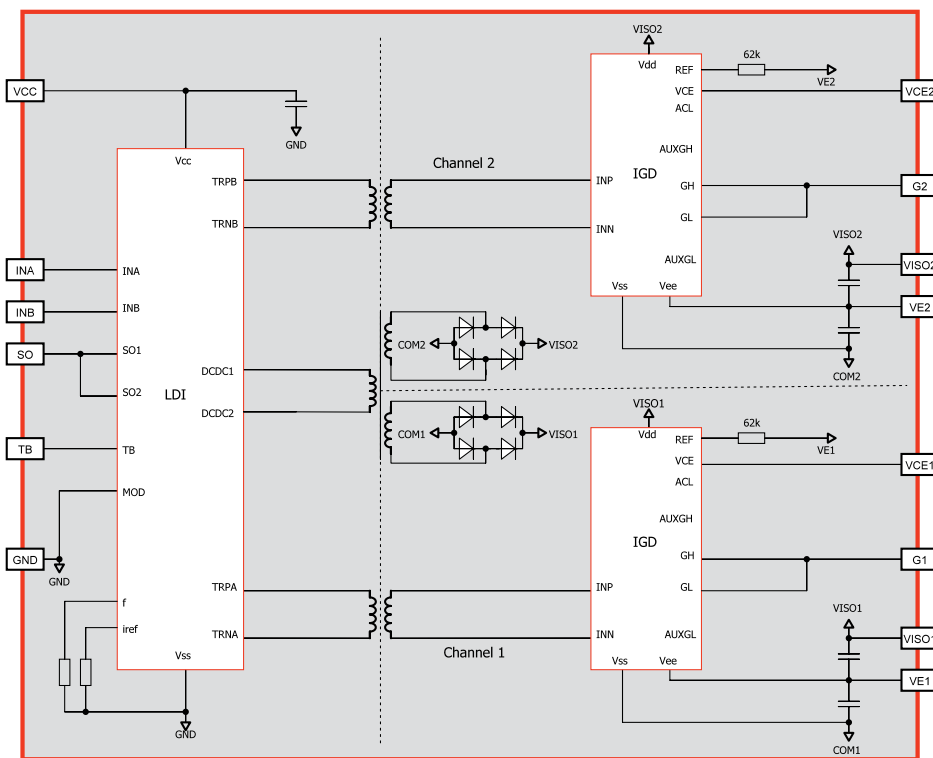 VISO2
Vdd
REF
62k
VE2
VCC
VCE
VCE2
ACL
GND
Vcc
Channel 2
AUXGH
IGD
TRPB
INP
GH
G2
TRNB
INN
GL
VISO2
AUXGL
VISO2
INA
INA
Vss
Vee
INB
INB
VE2
SO
SO1
COM2
VISO2
COM2
DCDC1
SO2
LDI
DCDC2
VISO1
COM1
VISO1
Vdd
REF
62k
VE1
TB
TB
VCE
VCE1
ACL
MOD
AUXGH
IGD
GND
GND
GH
G1
TRPA
INP
GL
f
VISO1
iref
TRNA
INN
AUXGL
VISO1
Channel 1
Vss
Vss
Vee
VE1
GND
COM1